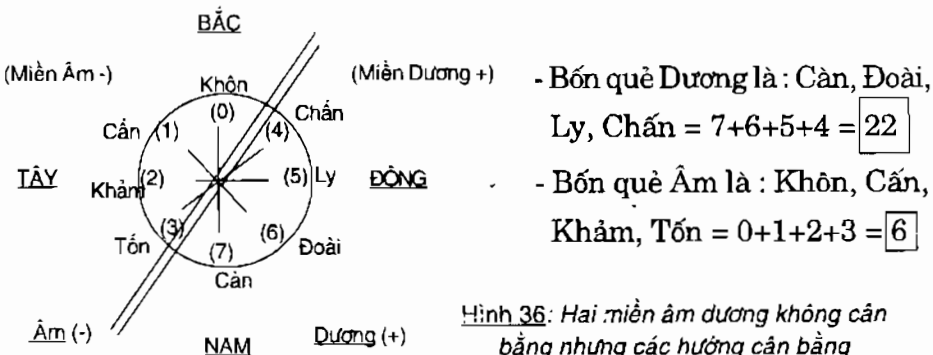 BẮC
(Miền Âm -)
(Miền Dương +)
Khôn
(0)
Chấn
(4)
Cấn
(1)
TÂY
Khảm
(2)
(5) Ly
ĐÔNG
(3)
Tốn
(7)
Càn
(6)
Đoài
Âm (-)
NAM
Dương (+)
- Bốn quẻ Dương là : Càn, Đoài,
Ly, Chấn = 7+6+5+4 = 22
- Bốn quẻ Âm là : Khôn, Cấn,
Khảm, Tốn = 0+1+2+3 = 6
Hình 36: Hai miền âm dương không cân
bằng nhưng các hướng cân bằng